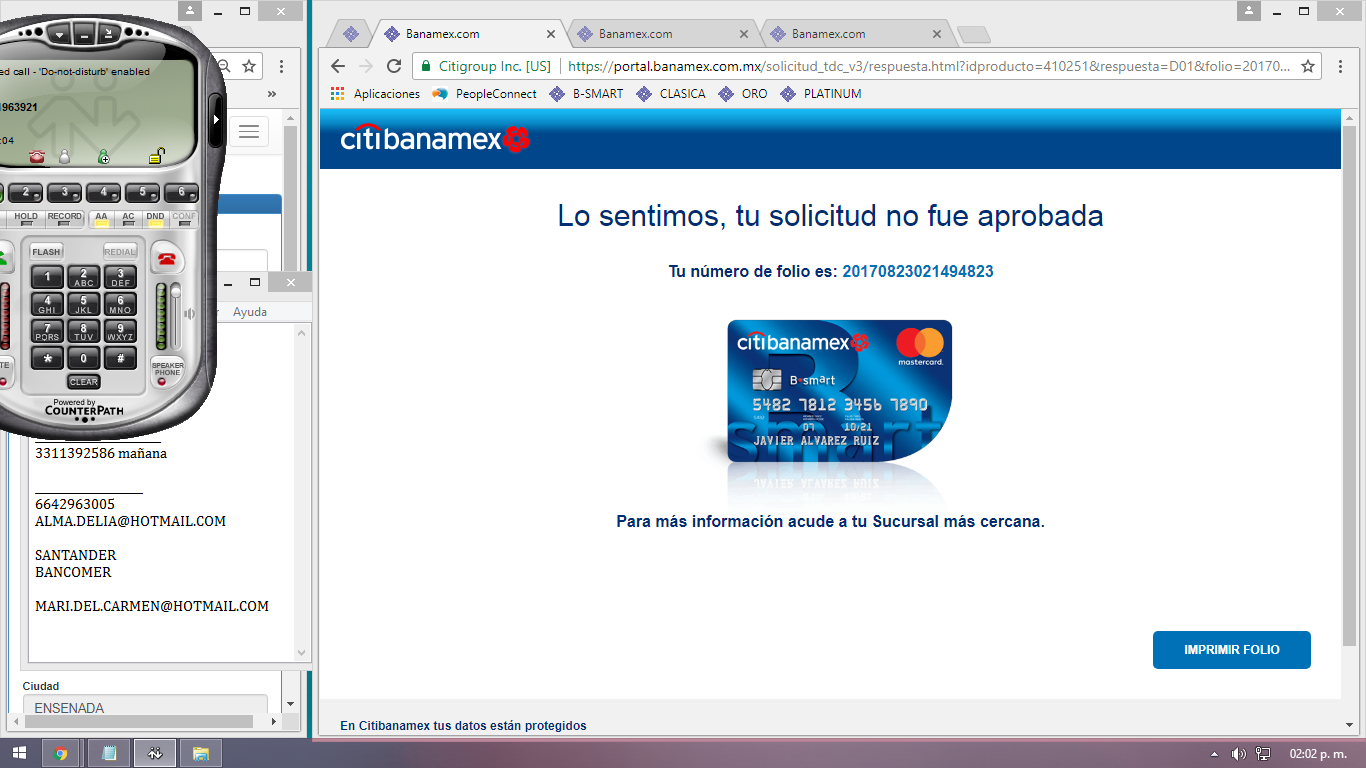 ed call - 'Do-not-disturb' enabled
1963921
:04
2 3 4 5 6
HOLD RECORD AA AC DND CONF
FLASH REDIAL
1 2 ABC 3 DEF
4 GHI 5 JKL 6 MNO
7 PQRS 8 TUV 9 WXYZ
* 0 #
CLEAR
SPEAKER PHONE
Powered by
COUNTERPATH
Ayuda
3311392586 mañana
6642963005
ALMA.DELIA@HOTMAIL.COM
SANTANDER
BANCOMER
MARI.DEL.CARMEN@HOTMAIL.COM
Ciudad
ENSENADA
Banamex.com
Banamex.com
Banamex.com
Citigroup Inc. [US] https://portal.banamex.com.mx/solicitud_tdc_v3/respuesta.html?idproducto=410251&respuesta=D01&folio=20170...
Aplicaciones PeopleConnect B-SMART CLASICA ORO PLATINUM
citibanamex
Lo sentimos, tu solicitud no fue aprobada
Tu número de folio es: 20170823021494823
citibanamex
mastercard.
B•smart
5482 7812 3456 7890
07 10/21
JAVIER ALVAREZ RUIZ
Para más información acude a tu Sucursal más cercana.
IMPRIMIR FOLIO
En Citibanamex tus datos están protegidos
02:02 p. m.